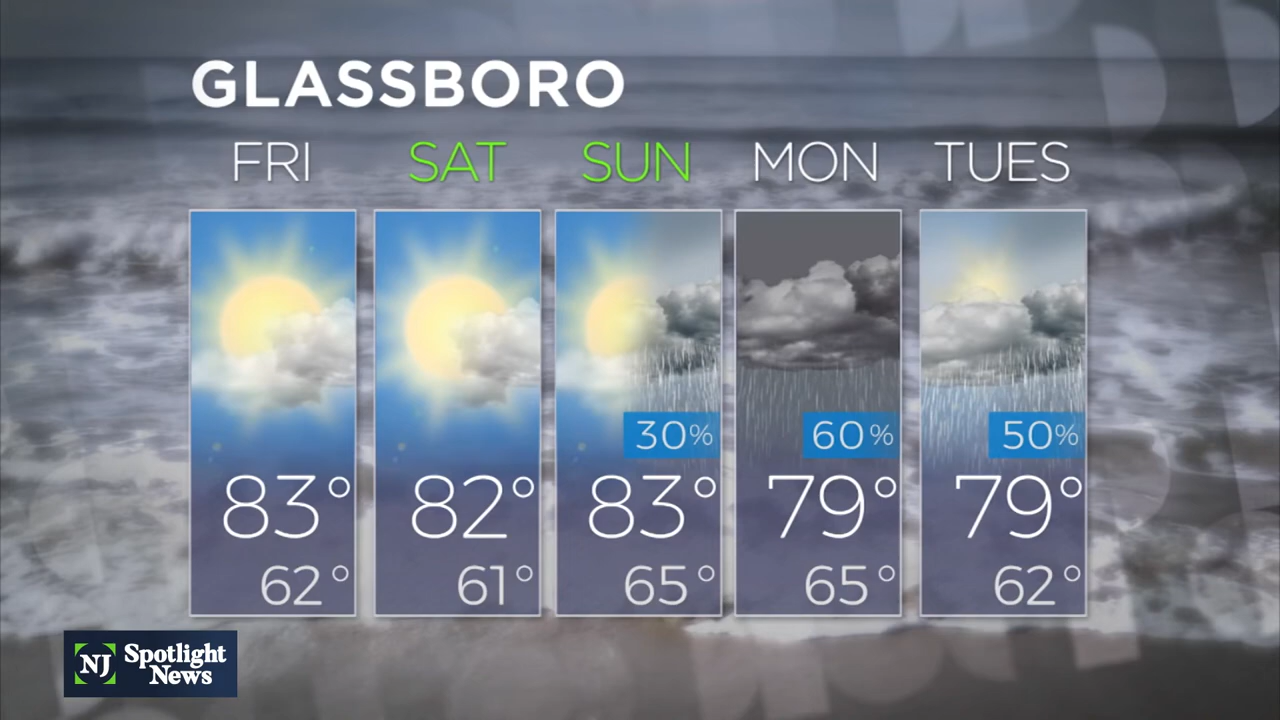 GLASSBORO
FRI SAT SUN MON TUES
30% 60% 50%
83° 82° 83° 79° 79°
62° 61° 65° 65° 62°
NJ Spotlight
News